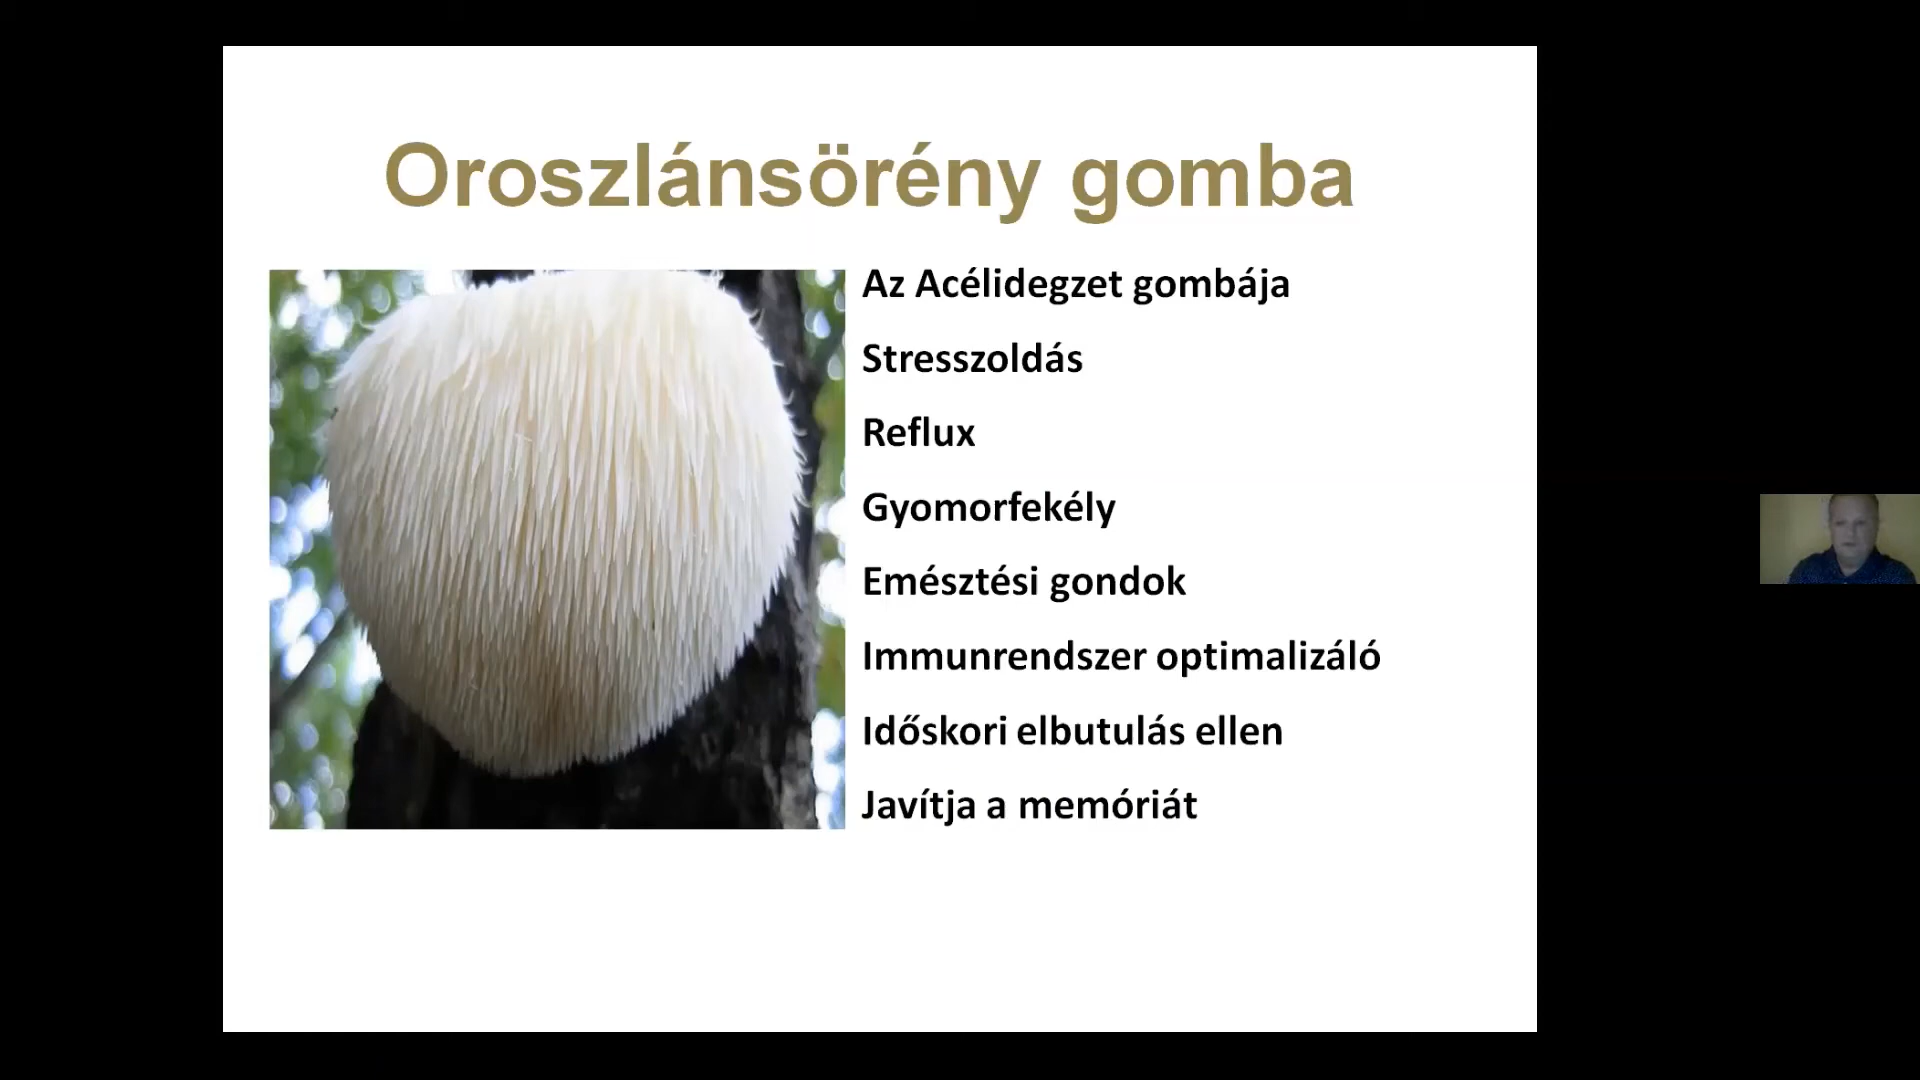 Oroszlánsörény gomba
Az Acélidegzet gombája
Stresszoldás
Reflux
Gyomorfekély
Emésztési gondok
Immunrendszer optimalizáló
Időskori elbutulás ellen
Javítja a memóriát